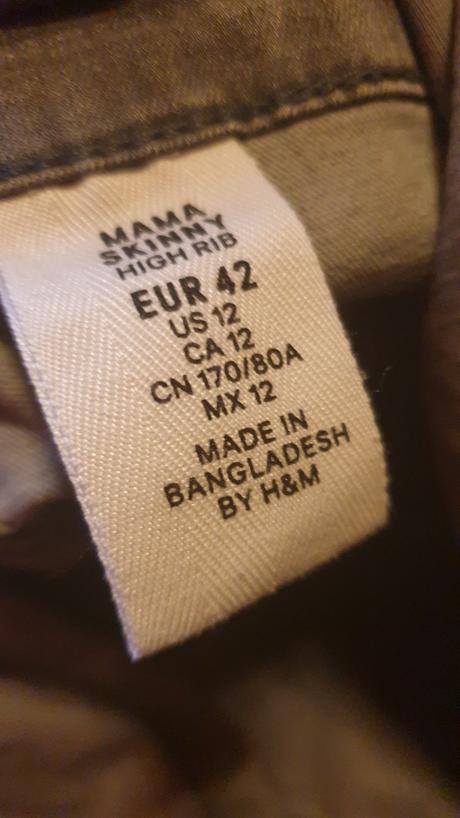 MAMA
SKINNY
HIGH RIB
EUR 42
US 12
CA 12
CN 170/80A
MX 12
MADE IN
BANGLADESH
BY H&M